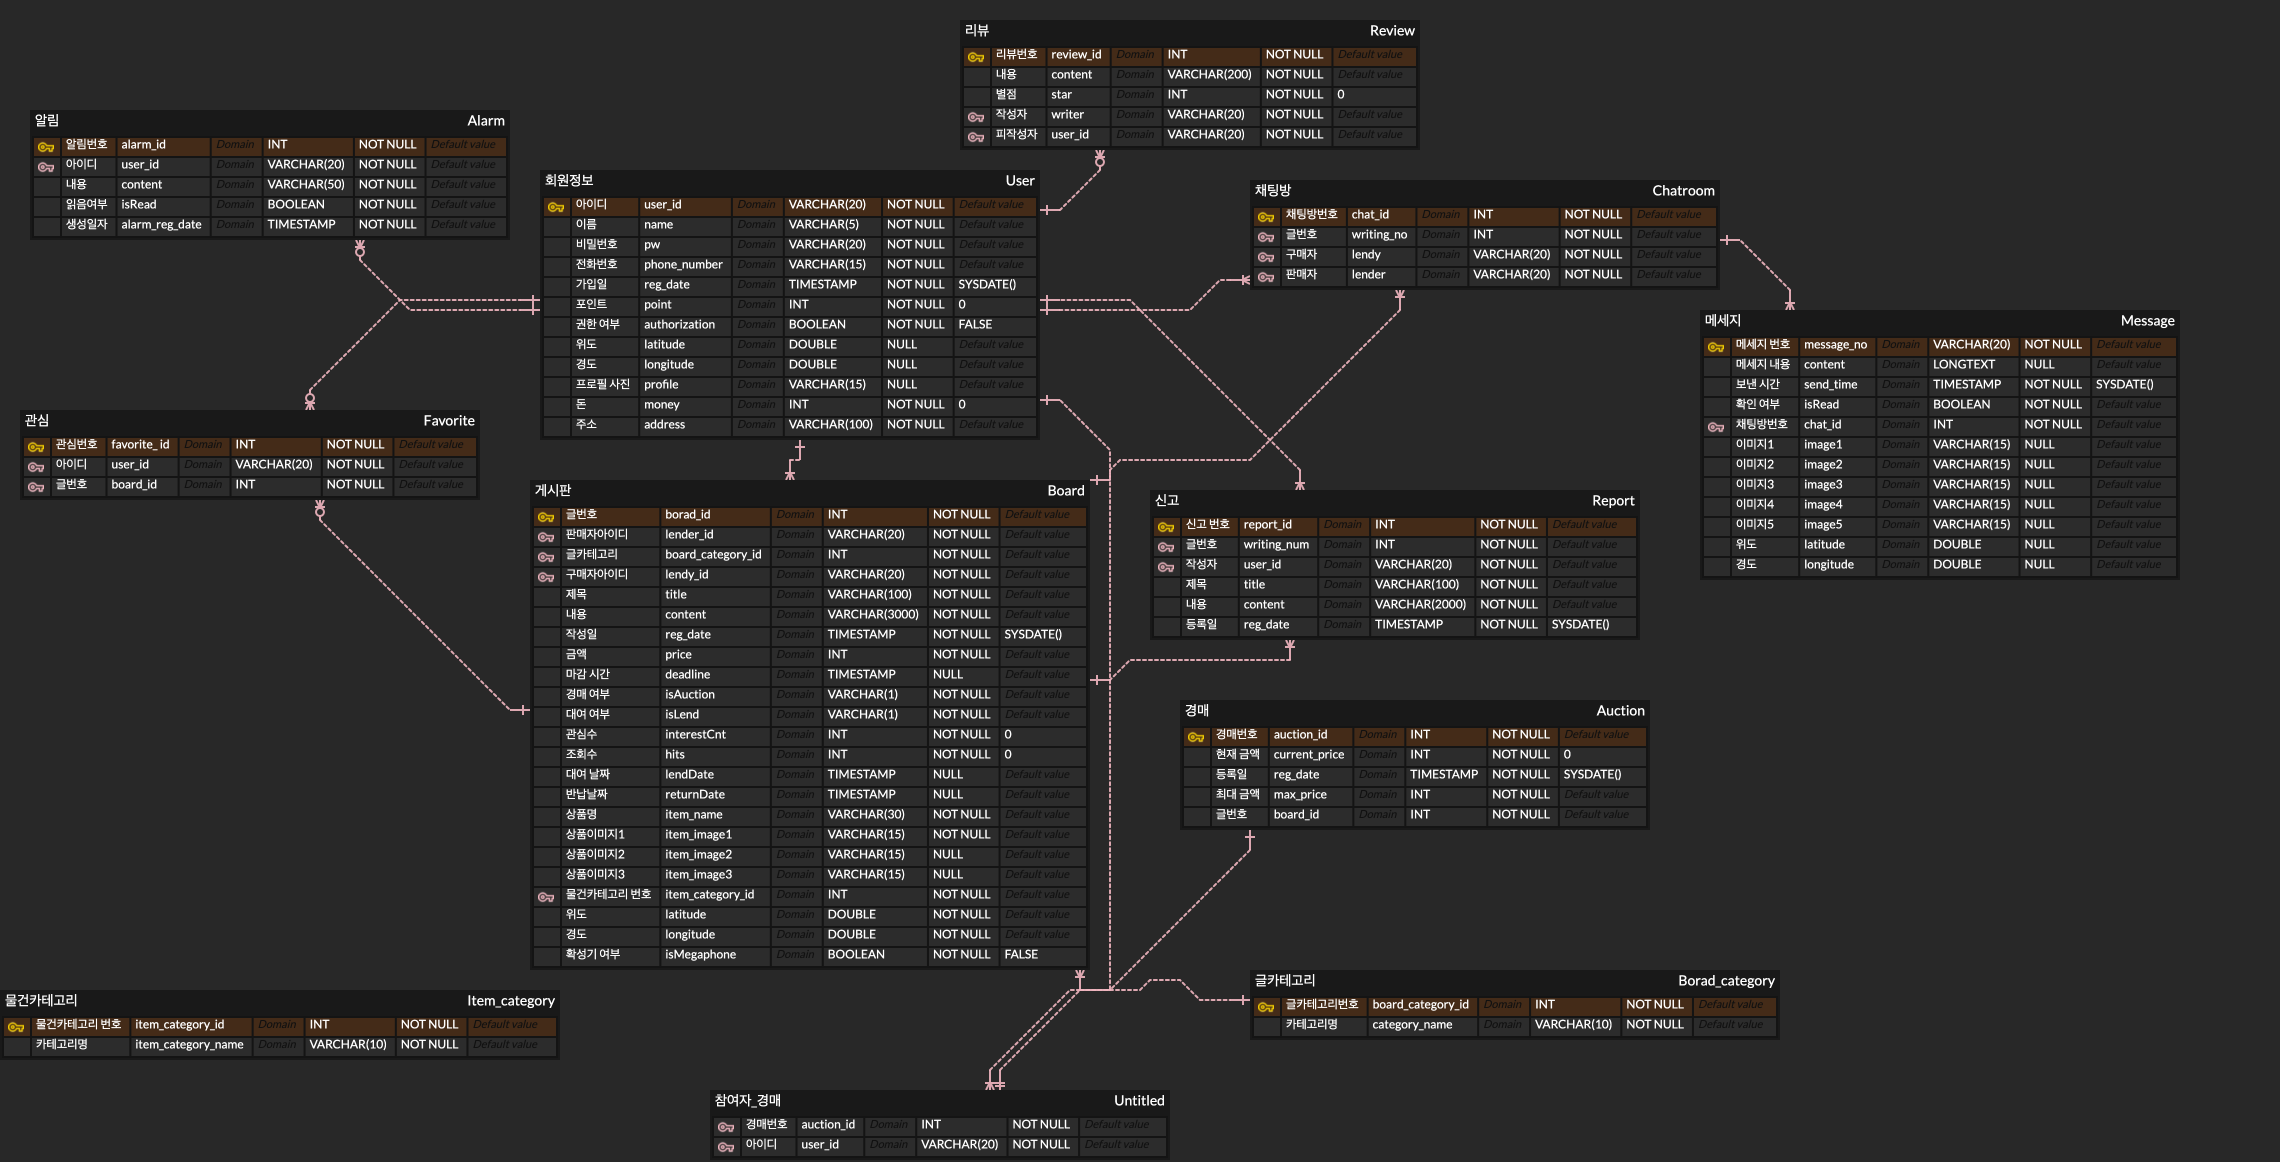 리뷰 Review
리뷰번호 review_id Domain INT NOT NULL Default value
내용 content Domain VARCHAR(200) NOT NULL Default value
별점 star Domain INT NOT NULL 0
작성자 writer Domain VARCHAR(20) NOT NULL Default value
피작성자 user_id Domain VARCHAR(20) NOT NULL Default value
알림 Alarm
알림번호 alarm_id Domain INT NOT NULL Default value
아이디 user_id Domain VARCHAR(20) NOT NULL Default value
내용 content Domain VARCHAR(50) NOT NULL Default value
읽음여부 isRead Domain BOOLEAN NOT NULL Default value
생성일자 alarm_reg_date Domain TIMESTAMP NOT NULL Default value
회원정보 User
아이디 user_id Domain VARCHAR(20) NOT NULL Default value
이름 name Domain VARCHAR(5) NOT NULL Default value
비밀번호 pw Domain VARCHAR(20) NOT NULL Default value
전화번호 phone_number Domain VARCHAR(15) NOT NULL Default value
가입일 reg_date Domain TIMESTAMP NOT NULL SYSDATE()
포인트 point Domain INT NOT NULL 0
권한 여부 authorization Domain BOOLEAN NOT NULL FALSE
위도 latitude Domain DOUBLE NULL Default value
경도 longitude Domain DOUBLE NULL Default value
프로필 사진 profile Domain VARCHAR(15) NULL Default value
돈 money Domain INT NOT NULL 0
주소 address Domain VARCHAR(100) NOT NULL Default value
채팅방 Chatroom
채팅방번호 chat_id Domain INT NOT NULL Default value
글번호 writing_no Domain INT NOT NULL Default value
구매자 lendy Domain VARCHAR(20) NOT NULL Default value
판매자 lender Domain VARCHAR(20) NOT NULL Default value
메세지 Message
메세지 번호 message_no Domain VARCHAR(20) NOT NULL Default value
메세지 내용 content Domain LONGTEXT NULL Default value
보낸 시간 send_time Domain TIMESTAMP NOT NULL SYSDATE()
확인 여부 isRead Domain BOOLEAN NOT NULL Default value
채팅방번호 chat_id Domain INT NOT NULL Default value
이미지1 image1 Domain VARCHAR(15) NULL Default value
이미지2 image2 Domain VARCHAR(15) NULL Default value
이미지3 image3 Domain VARCHAR(15) NULL Default value
이미지4 image4 Domain VARCHAR(15) NULL Default value
이미지5 image5 Domain VARCHAR(15) NULL Default value
위도 latitude Domain DOUBLE NULL Default value
경도 longitude Domain DOUBLE NULL Default value
관심 Favorite
관심번호 favorite_id Domain INT NOT NULL Default value
아이디 user_id Domain VARCHAR(20) NOT NULL Default value
글번호 board_id Domain INT NOT NULL Default value
게시판 Board
글번호 borad_id Domain INT NOT NULL Default value
판매자아이디 lender_id Domain VARCHAR(20) NOT NULL Default value
글카테고리 board_category_id Domain INT NOT NULL Default value
구매자아이디 lendy_id Domain VARCHAR(20) NOT NULL Default value
제목 title Domain VARCHAR(100) NOT NULL Default value
내용 content Domain VARCHAR(3000) NOT NULL Default value
작성일 reg_date Domain TIMESTAMP NOT NULL SYSDATE()
금액 price Domain INT NOT NULL Default value
마감 시간 deadline Domain TIMESTAMP NULL Default value
경매 여부 isAuction Domain VARCHAR(1) NOT NULL Default value
대여 여부 isLend Domain VARCHAR(1) NOT NULL Default value
관심수 interestCnt Domain INT NOT NULL 0
조회수 hits Domain INT NOT NULL 0
대여 날짜 lendDate Domain TIMESTAMP NULL Default value
반납날짜 returnDate Domain TIMESTAMP NULL Default value
상품명 item_name Domain VARCHAR(30) NOT NULL Default value
상품이미지1 item_image1 Domain VARCHAR(15) NOT NULL Default value
상품이미지2 item_image2 Domain VARCHAR(15) NULL Default value
상품이미지3 item_image3 Domain VARCHAR(15) NULL Default value
물건카테고리 번호 item_category_id Domain INT NOT NULL Default value
위도 latitude Domain DOUBLE NOT NULL Default value
경도 longitude Domain DOUBLE NOT NULL Default value
확성기 여부 isMegaphone Domain BOOLEAN NOT NULL FALSE
신고 Report
신고 번호 report_id Domain INT NOT NULL Default value
글번호 writing_num Domain INT NOT NULL Default value
작성자 user_id Domain VARCHAR(20) NOT NULL Default value
제목 title Domain VARCHAR(100) NOT NULL Default value
내용 content Domain VARCHAR(2000) NOT NULL Default value
등록일 reg_date Domain TIMESTAMP NOT NULL SYSDATE()
경매 Auction
경매번호 auction_id Domain INT NOT NULL Default value
현재 금액 current_price Domain INT NOT NULL 0
등록일 reg_date Domain TIMESTAMP NOT NULL SYSDATE()
최대 금액 max_price Domain INT NOT NULL Default value
글번호 board_id Domain INT NOT NULL Default value
글카테고리 Borad_category
글카테고리번호 board_category_id Domain INT NOT NULL Default value
카테고리명 category_name Domain VARCHAR(10) NOT NULL Default value
물건카테고리 Item_category
물건카테고리 번호 item_category_id Domain INT NOT NULL Default value
카테고리명 item_category_name Domain VARCHAR(10) NOT NULL Default value
참여자_경매 Untitled
경매번호 auction_id Domain INT NOT NULL Default value
아이디 user_id Domain VARCHAR(20) NOT NULL Default value